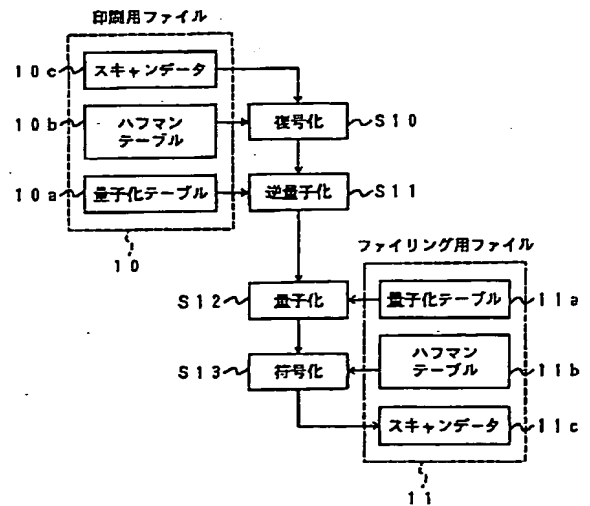 印刷用ファイル
10c
スキャンデータ
10b
ハフマン
テーブル
復号化
S10
10a
量子化テーブル
逆量子化
S11
10
ファイリング用ファイル
S12
量子化
量子化テーブル
11a
S13
符号化
ハフマン
テーブル
11b
スキャンデータ
11c
11